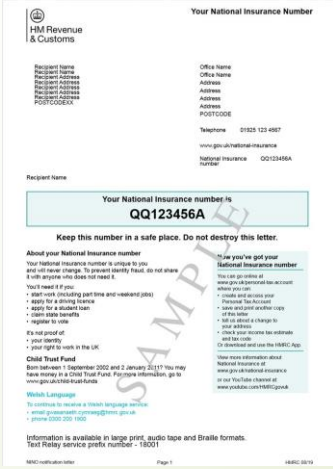 Your National Insurance Number
HM Revenue
& Customs
Recipient Name
Recipient Name
Recipient Address
Recipient Address
Recipient Address
Recipient Address
POSTCODEXX
Office Name
Office Name
Address
Address
Address
Address
POSTCODE
Telephone 01925 123 4567
www.gov.uk/national-insurance
National Insurance number QQ123456A
Recipient Name
Your National Insurance number is
QQ123456A
Keep this number in a safe place. Do not destroy this letter.
About your National Insurance number
Your National Insurance number is unique to you
and will never change. To prevent identity fraud, do not share
it with anyone who does not need it.
You'll need it if you:
• start work (including part time and weekend jobs)
• apply for a driving licence
• apply for a student loan
• claim state benefits
• register to vote
It's not proof of:
• your identity
• your right to work in the UK
Child Trust Fund
Born between 1 September 2002 and 2 January 2011? You may
have money in a Child Trust Fund. For more information, go to
www.gov.uk/child-trust-funds
Welsh Language
To continue to receive a Welsh language service:
• email gwasanaeth.cymraeg@hmrc.gov.uk
• phone 0300 200 1900
Now you've got your
National Insurance number
You can go online at
www.gov.uk/personal-tax-account
where you can:
• create and access your
Personal Tax Account
• save and print another copy
of this letter
• tell us about a change to
your address
• check your income tax estimate
and tax code
Or download and use the HMRC App
View more information about
National Insurance at
www.gov.uk/national-insurance
or our YouTube channel at
www.youtube.com/HMRCgovuk
SAMPLE
Information is available in large print, audio tape and Braille formats.
Text Relay service prefix number - 18001
NINO notification letter Page 1 HMRC 09/19